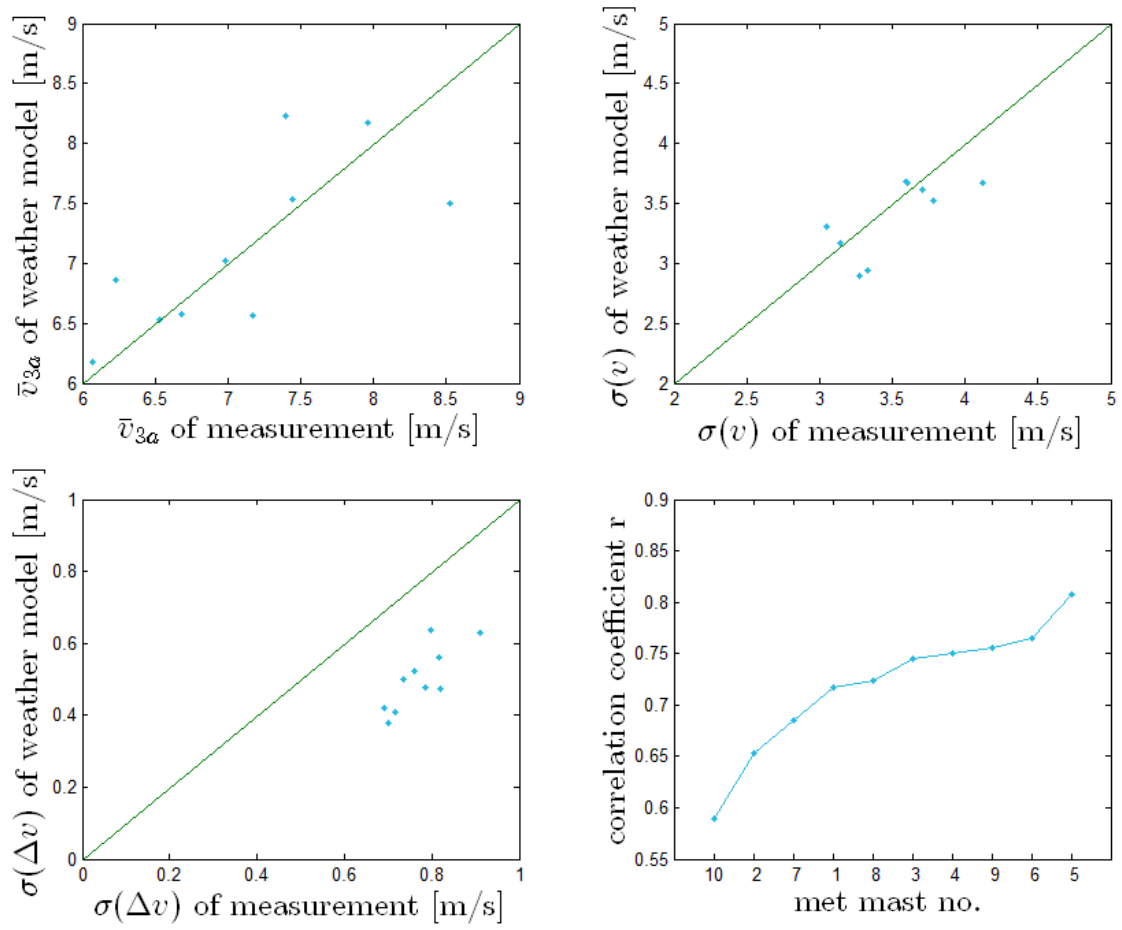 v̄3a of weather model [m/s]
9
8.5
8
7.5
7
6.5
6
6 6.5 7 7.5 8 8.5 9
v̄3a of measurement [m/s]
σ(v) of weather model [m/s]
5
4.5
4
3.5
3
2.5
2
2 2.5 3 3.5 4 4.5 5
σ(v) of measurement [m/s]
σ(Δv) of weather model [m/s]
1
0.8
0.6
0.4
0.2
0
0 0.2 0.4 0.6 0.8 1
σ(Δv) of measurement [m/s]
correlation coefficient r
0.9
0.85
0.8
0.75
0.7
0.65
0.6
0.55
10 2 7 1 8 3 4 9 6 5
met mast no.